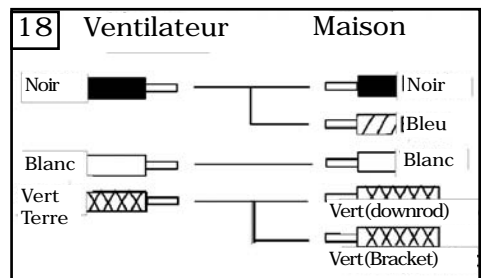 18 Ventilateur Maison
Noir Noir
Bleu
Blanc Blanc
Vert
Terre
Vert(downrod)
Vert(Bracket)